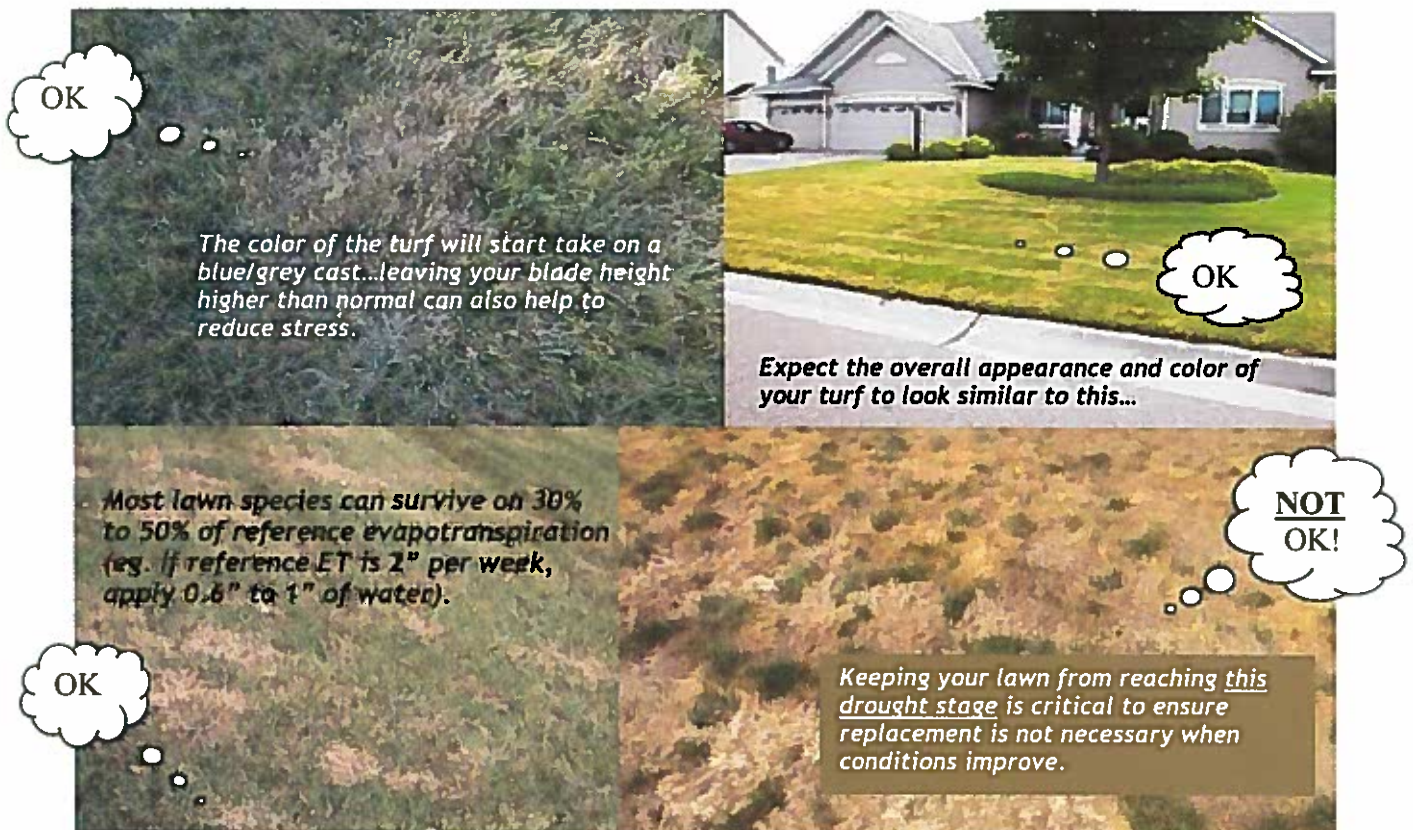 OK
The color of the turf will start take on a
blue/grey cast...leaving your blade height
higher than normal can also help to
reduce stress.
OK
Expect the overall appearance and color of
your turf to look similar to this...
Most lawn species can survive on 30%
to 50% of reference evapotranspiration
(eg. if reference ET is 2" per week,
apply 0.6" to 1" of water).
OK
NOT
OK!
Keeping your lawn from reaching this
drought stage is critical to ensure
replacement is not necessary when
conditions improve.